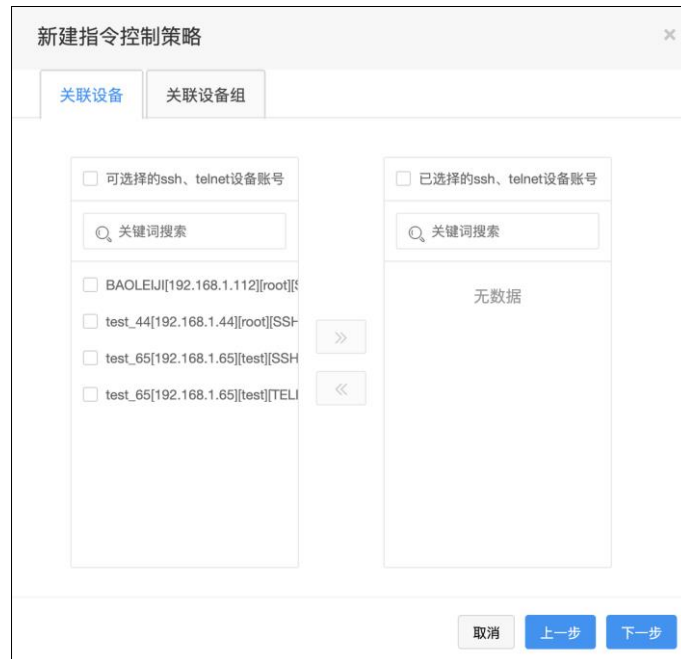 新建指令控制策略
×
关联设备
关联设备组
可选择的ssh、telnet设备账号
关键词搜索
BAOLEIJI[192.168.1.112][root][S
test_44[192.168.1.44][root][SSH
test_65[192.168.1.65][test][SSH
test_65[192.168.1.65][test][TELI
»
«
已选择的ssh、telnet设备账号
关键词搜索
无数据
取消
上一步
下一步